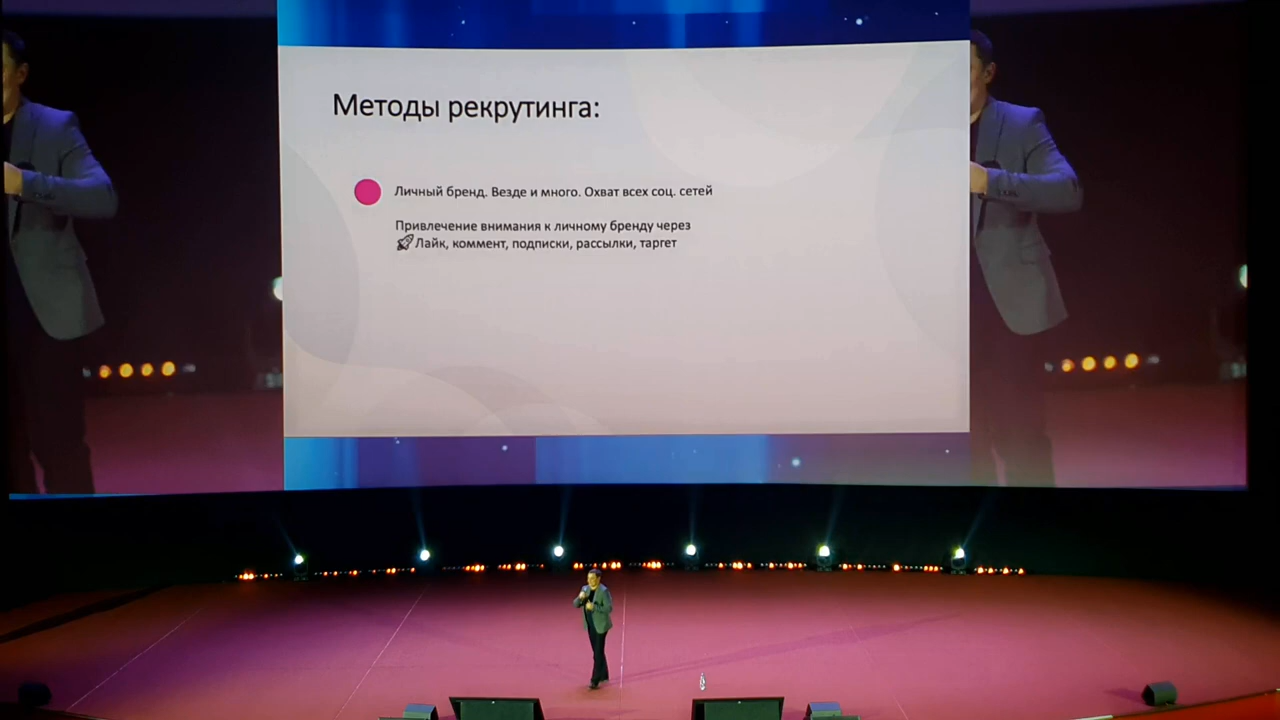 Методы рекрутинга:
Личный бренд. Везде и много. Охват всех соц. сетей
Привлечение внимания к личному бренду через
🚀Лайк, коммент, подписки, рассылки, таргет